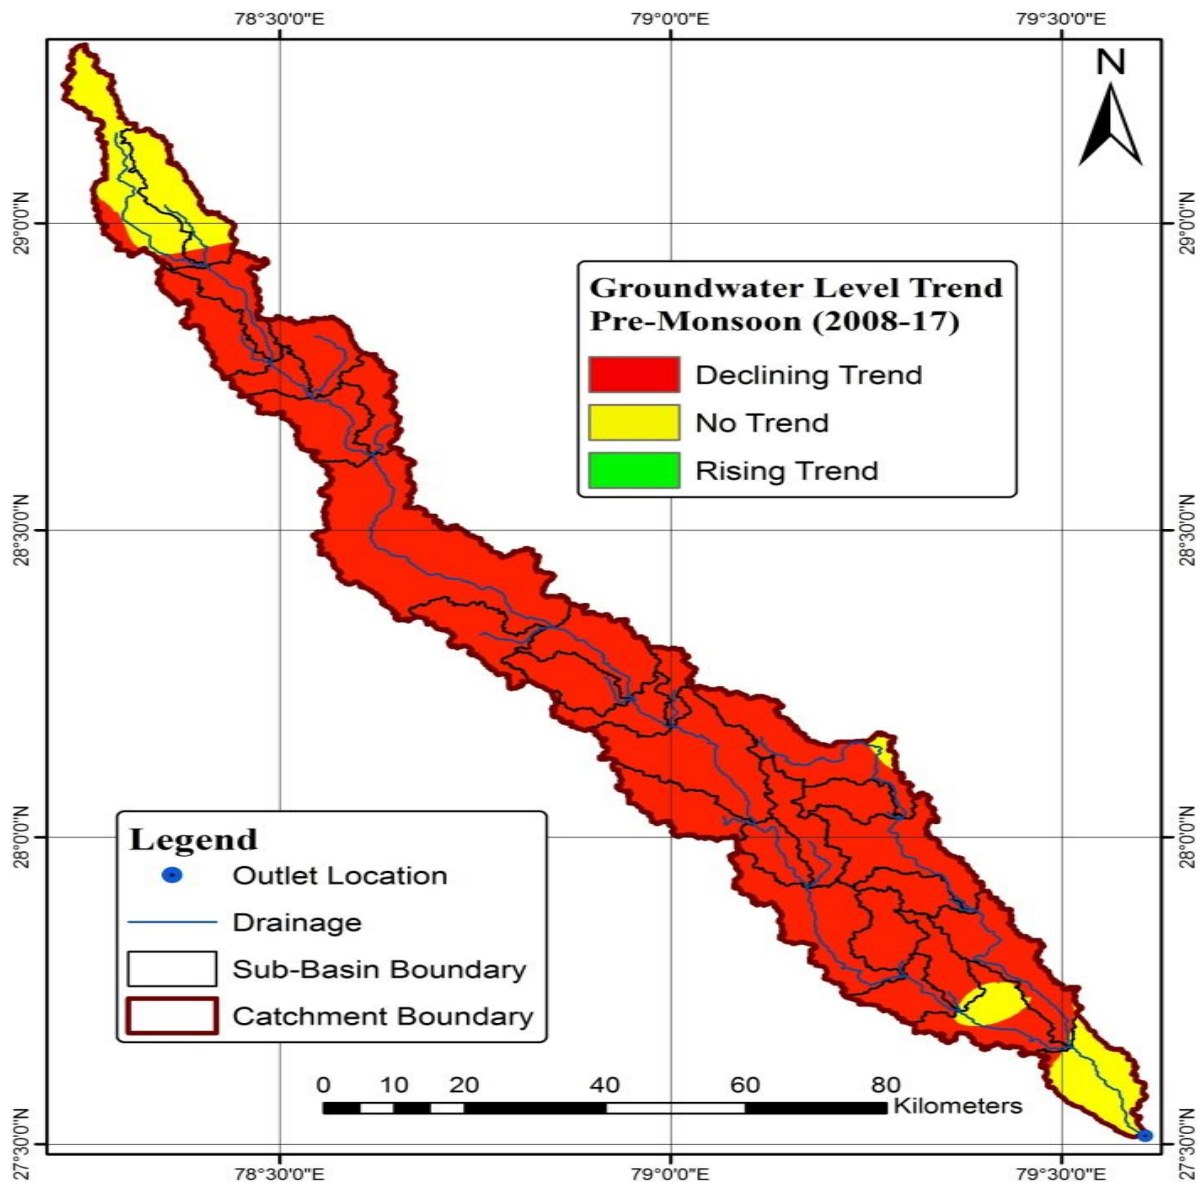 78°30'0"E 79°0'0"E 79°30'0"E
N
29°0'0"N 29°0'0"N
Groundwater Level Trend
Pre-Monsoon (2008-17)
Declining Trend
No Trend
Rising Trend
28°30'0"N 28°30'0"N
28°0'0"N 28°0'0"N
Legend
Outlet Location
Drainage
Sub-Basin Boundary
Catchment Boundary
0 10 20 40 60 80
Kilometers
27°30'0"N 27°30'0"N
78°30'0"E 79°0'0"E 79°30'0"E